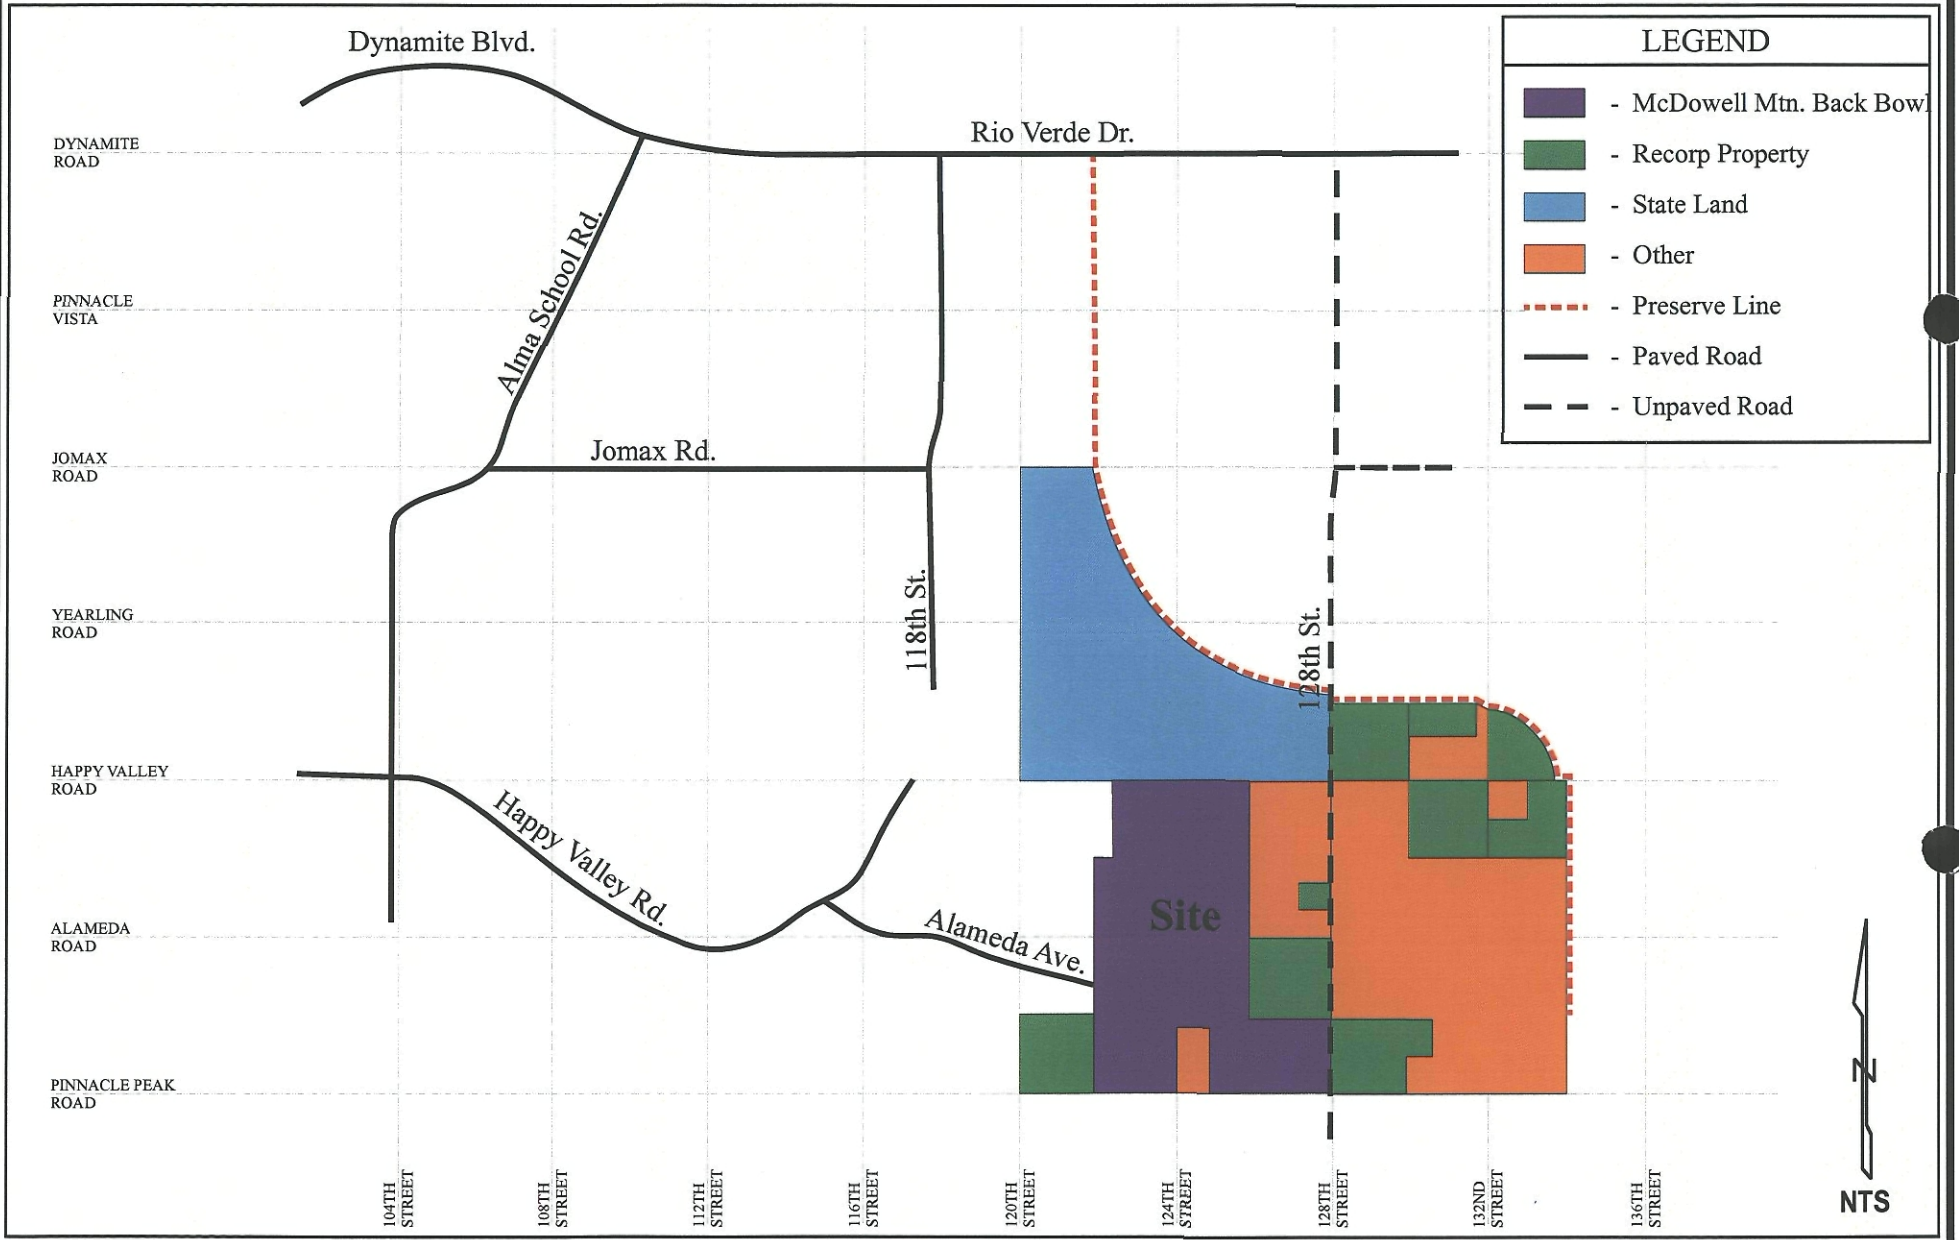 Dynamite Blvd.
LEGEND
- McDowell Mtn. Back Bowl
- Recorp Property
- State Land
- Other
- Preserve Line
- Paved Road
- Unpaved Road
Rio Verde Dr.
DYNAMITE
ROAD
Alma School Rd.
PINNACLE
VISTA
Jomax Rd.
JOMAX
ROAD
118th St.
128th St.
YEARLING
ROAD
HAPPY VALLEY
ROAD
Happy Valley Rd.
Site
Alameda Ave.
ALAMEDA
ROAD
PINNACLE PEAK
ROAD
N
NTS
104TH
STREET
108TH
STREET
112TH
STREET
116TH
STREET
120TH
STREET
124TH
STREET
128TH
STREET
132ND
STREET
136TH
STREET